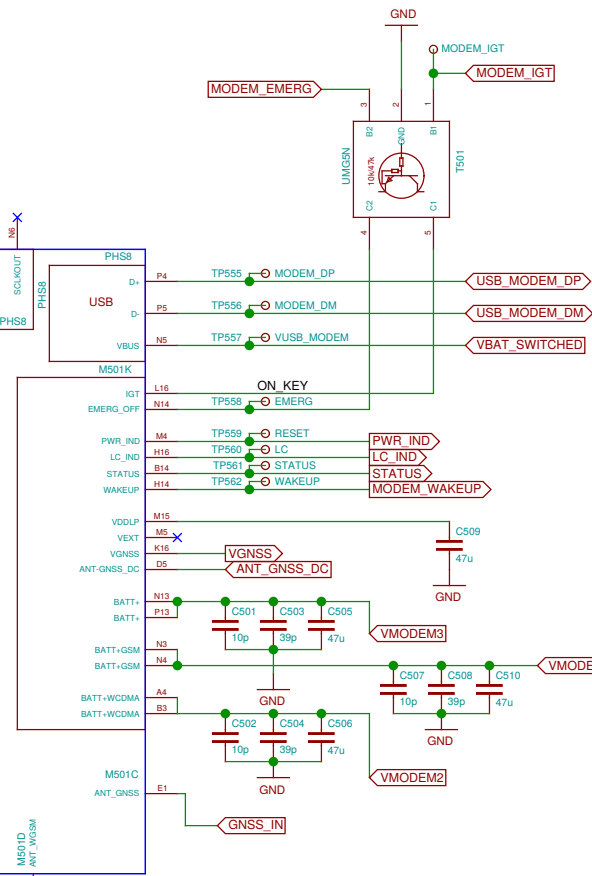 GND
MODEM_IGT
MODEM_IGT
MODEM_EMERG
3
2
1
B2
GND
B1
UMG5N
10k/47k
T501
C2
C1
4
5
N6
SCLKOUT
PHS8
PHS8
PHS8
USB
D+
P4
TP555
MODEM_DP
USB_MODEM_DP
D-
P5
TP556
MODEM_DM
USB_MODEM_DM
VBUS
N5
TP557
VUSB_MODEM
VBAT_SWITCHED
M501K
IGT
L16
ON_KEY
EMERG_OFF
N14
TP558
EMERG
PWR_IND
M4
TP559
RESET
PWR_IND
LC_IND
H16
TP560
LC
LC_IND
STATUS
B14
TP561
STATUS
STATUS
WAKEUP
H14
TP562
WAKEUP
MODEM_WAKEUP
VDDLP
M15
VEXT
M5
C509
47u
GND
VGNSS
K16
VGNSS
ANT-GNSS_DC
D5
ANT_GNSS_DC
BATT+
N13
BATT+
P13
C501
C503
C505
10p
39p
47u
VMODEM3
GND
BATT+GSM
N3
BATT+GSM
N4
VMODE
C507
C508
C510
10p
39p
47u
GND
BATT+WCDMA
A4
BATT+WCDMA
B3
C502
C504
C506
10p
39p
47u
GND
VMODEM2
M501C
ANT_GNSS
E1
GNSS_IN
M501D
ANT_WGSM